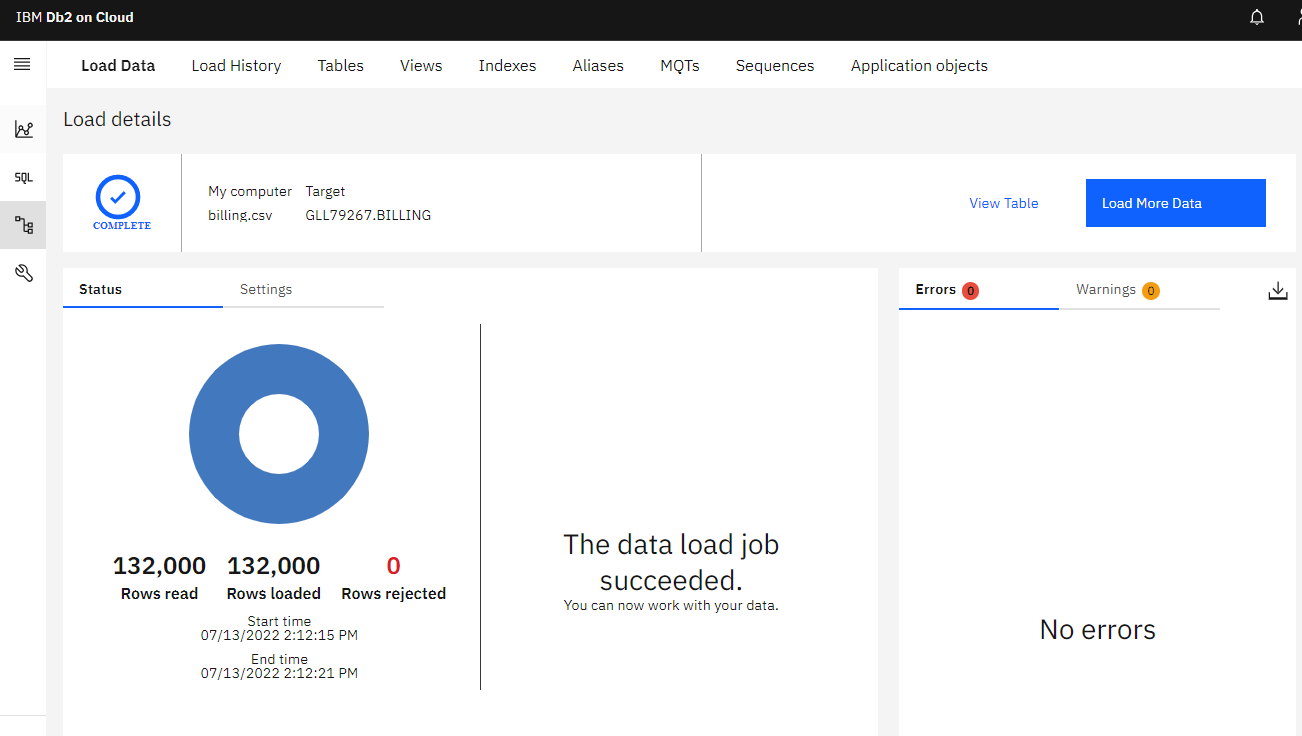 IBM Db2 on Cloud
Load Data Load History Tables Views Indexes Aliases MQTs Sequences Application objects
Load details
SQL
COMPLETE
My computer Target
billing.csv GLL79267.BILLING
View Table
Load More Data
Status Settings
Errors 0 Warnings 0
132,000 132,000 0
Rows read Rows loaded Rows rejected
Start time
07/13/2022 2:12:15 PM
End time
07/13/2022 2:12:21 PM
The data load job
succeeded.
You can now work with your data.
No errors